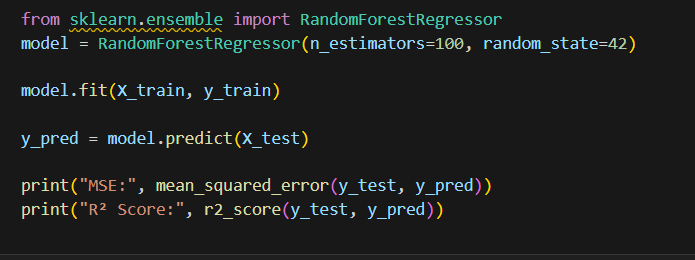 from sklearn.ensemble import RandomForestRegressor
model = RandomForestRegressor(n_estimators=100, random_state=42)
model.fit(X_train, y_train)
y_pred = model.predict(X_test)
print("MSE:", mean_squared_error(y_test, y_pred))
print("R² Score:", r2_score(y_test, y_pred))